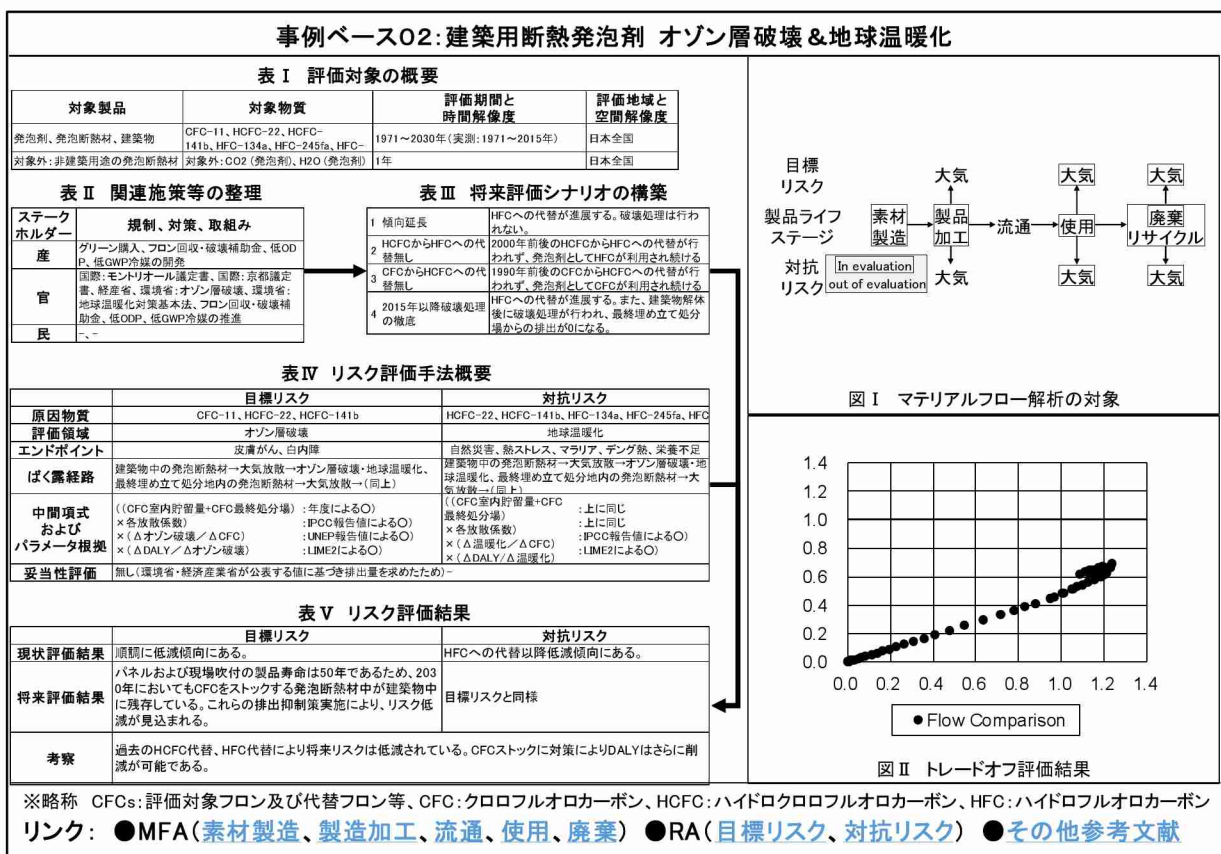 事例ベース02:建築用断熱発泡剤 オゾン層破壊&地球温暖化
表Ⅰ 評価対象の概要
対象製品
対象物質
評価期間と
時間解像度
評価地域と
空間解像度
発泡剤、発泡断熱材、建築物
CFC-11、HCFC-22、HCFC-
141b、HFC-134a、HFC-245fa、HFC-
1971~2030年(実測:1971~2015年)
日本全国
対象外:非建築用途の発泡断熱材
対象外:CO2(発泡剤)、H2O(発泡剤)
1年
日本全国
表Ⅱ 関連施策等の整理
ステーク
ホルダー
規制、対策、取組み
産
グリーン購入、フロン回収・破壊補助金、低OD
P、低GWP冷媒の開発
官
国際:モントリオール議定書、国際:京都議定
書、経産省、環境省:オゾン層破壊、環境省:
地球温暖化対策基本法、フロン回収・破壊補
助金、低ODP、低GWP冷媒の推進
民
-、-
表Ⅲ 将来評価シナリオの構築
1 傾向延長
HFCへの代替が進展する。破壊処理は行わ
れない。
2 HCFCからHFCへの代
替無し
2000年前後のHCFCからHFCへの代替が行
われず、発泡剤としてHCFが利用され続ける
3 CFCからHCFCへの代
替無し
1990年前後のCFCからHCFCへの代替が行
われず、発泡剤としてCFCが利用され続ける
4 2015年以降破壊処理
の徹底
HFCへの代替が進展する。また、建築物解体
後に破壊処理が行われ、最終埋め立て処分
場からの排出が0になる。
表Ⅳ リスク評価手法概要
目標リスク
対抗リスク
原因物質
CFC-11、HCFC-22、HCFC-141b
HCFC-22、HCFC-141b、HFC-134a、HFC-245fa、HFC
評価領域
オゾン層破壊
地球温暖化
エンドポイント
皮膚がん、白内障
自然災害、熱ストレス、マラリア、デング熱、栄養不足
ばく露経路
建築物中の発泡断熱材→大気放散→オゾン層破壊・地球温暖化、
最終埋め立て処分地内の発泡断熱材→大気放散→(同上)
建築物中の発泡断熱材→大気放散→オゾン層破壊・地
球温暖化、最終埋め立て処分地内の発泡断熱材→大
気放散→(同上)
中間項式
および
パラメータ根拠
((CFC室内貯留量+CFC最終処分場) :年度による〇)
×各放散係数) :IPCC報告値による〇)
×(Δオゾン破壊/ΔCFC) :UNEP報告値による〇)
×(ΔDALY/Δオゾン破壊) :LIME2による〇)
((CFC室内貯留量+CFC :上に同じ
最終処分場)
×各放散係数) :上に同じ
×(Δ温暖化/ΔCFC) :IPCC報告値による〇)
×(ΔDALY/Δ温暖化) :LIME2による〇)
妥当性評価
無し(環境省・経済産業省が公表する値に基づき排出量を求めたため)
-
表Ⅴ リスク評価結果
目標リスク
対抗リスク
現状評価結果
順調に低減傾向にある。
HFCへの代替以降低減傾向にある。
将来評価結果
パネルおよび現場吹付の製品寿命は50年であるため、203
0年においてもCFCをストックする発泡断熱材中が建築物中
に残存している。これらの排出抑制策実施により、リスク低
減が見込まれる。
目標リスクと同様
考察
過去のHCFC代替、HFC代替により将来リスクは低減されている。CFCストックに対策によりDALYはさらに削
減が可能である。
目標
リスク
大気
大気
大気
製品ライフ
ステージ
素材
製造
製品
加工
流通
使用
廃棄
リサイクル
対抗
リスク
In evaluation
out of evaluation
大気
大気
大気
図Ⅰ マテリアルフロー解析の対象
1.4
1.2
1.0
0.8
0.6
0.4
0.2
0.0
0.0 0.2 0.4 0.6 0.8 1.0 1.2 1.4
● Flow Comparison
図Ⅱ トレードオフ評価結果
※略称 CFCs:評価対象フロン及び代替フロン等、CFC:クロロフルオロカーボン、HCFC:ハイドロクロロフルオロカーボン、HFC:ハイドロフルオロカーボン
リンク: ●MFA(素材製造、製造加工、流通、使用、廃棄) ●RA(目標リスク、対抗リスク) ●その他参考文献